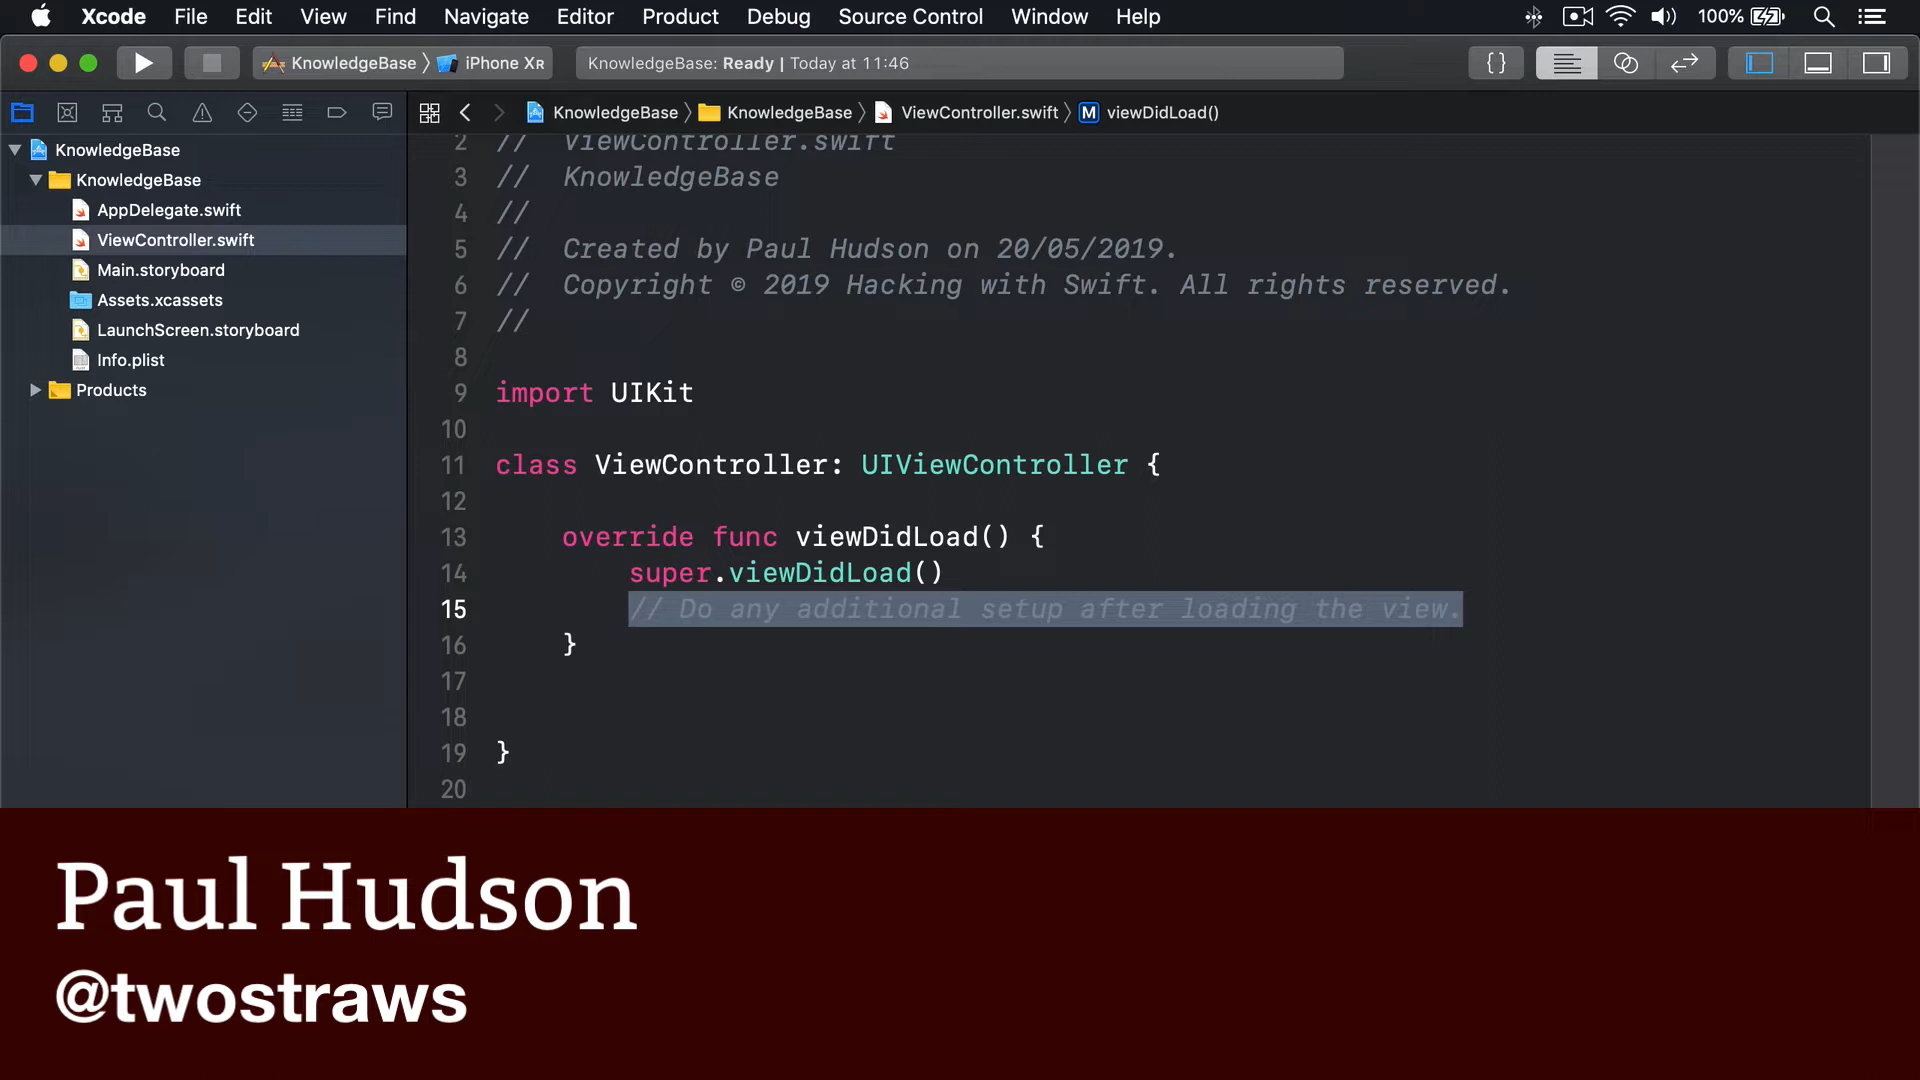 Xcode File Edit View Find Navigate Editor Product Debug Source Control Window Help 100%
KnowledgeBase iPhone XR KnowledgeBase: Ready | Today at 11:46 {}
KnowledgeBase KnowledgeBase ViewController.swift M viewDidLoad()
KnowledgeBase
KnowledgeBase
AppDelegate.swift
ViewController.swift
Main.storyboard
Assets.xcassets
LaunchScreen.storyboard
Info.plist
Products
2 // ViewController.swift
3 // KnowledgeBase
4 //
5 // Created by Paul Hudson on 20/05/2019.
6 // Copyright © 2019 Hacking with Swift. All rights reserved.
7 //
8
9 import UIKit
10
11 class ViewController: UIViewController {
12
13 override func viewDidLoad() {
14 super.viewDidLoad()
15 // Do any additional setup after loading the view.
16 }
17
18
19 }
20
Paul Hudson
@twostraws